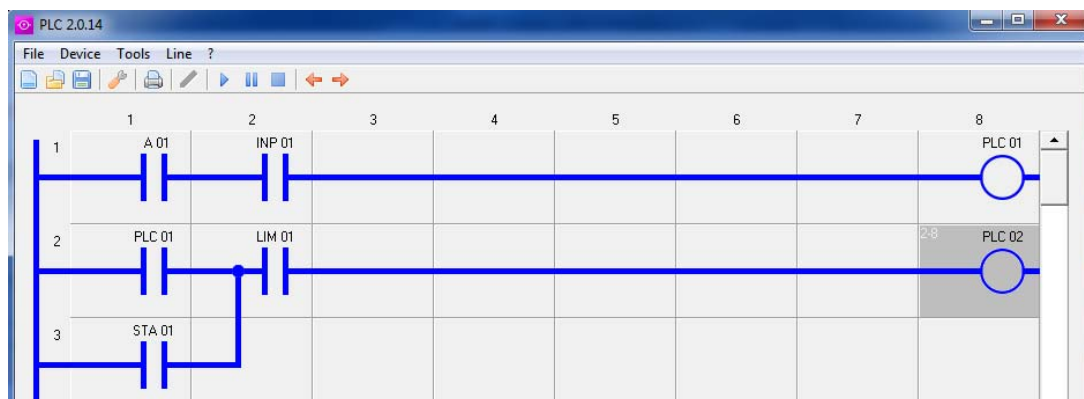 PLC 2.0.14
File Device Tools Line ?
1 2 3 4 5 6 7 8
1 A 01 INP 01 PLC 01
2 PLC 01 LIM 01 2-8 PLC 02
3 STA 01